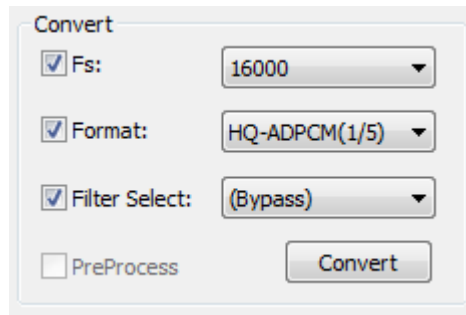 Convert
Fs: 16000
Format: HQ-ADPCM(1/5)
Filter Select: (Bypass)
PreProcess Convert